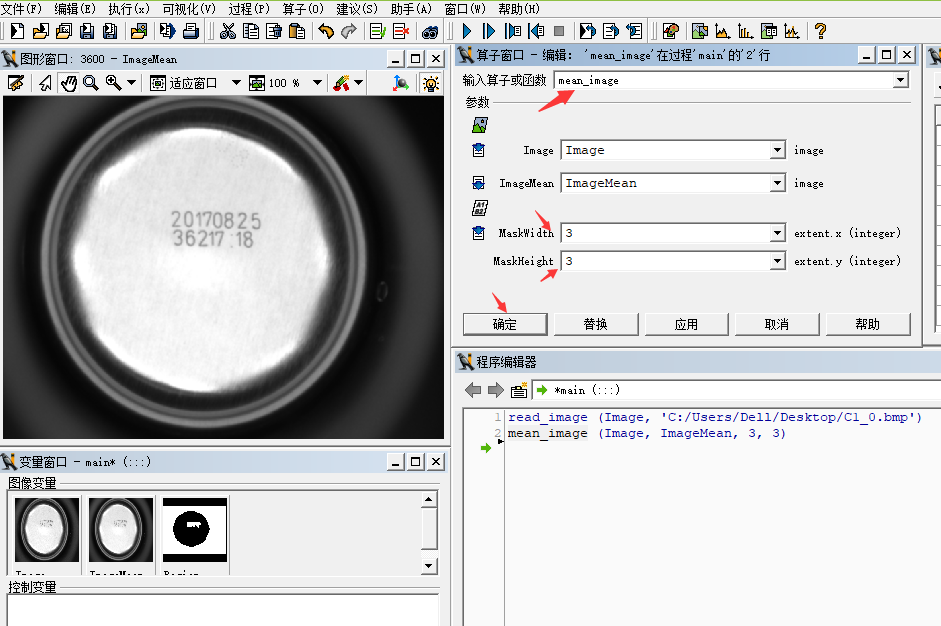 文件(F) 编辑(E) 执行(x) 可视化(V) 过程(P) 算子(O) 建议(S) 助手(A) 窗口(W) 帮助(H)
图形窗口: 3600 - ImageMean
适应窗口 100 %
20170825
36217:18
算子窗口 - 编辑: 'mean_image'在过程'main'的'2'行
输入算子或函数 mean_image
参数
Image Image image
ImageMean ImageMean image
MaskWidth 3 extent.x (integer)
MaskHeight 3 extent.y (integer)
确定 替换 应用 取消 帮助
程序编辑器
*main (:::)
1 read_image (Image, 'C:/Users/Dell/Desktop/C1_0.bmp')
2 mean_image (Image, ImageMean, 3, 3)
变量窗口 - main* (:::)
图像变量
Image ImageMean Region
控制变量